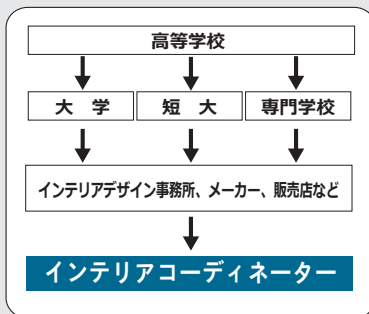 高等学校
大 学 短 大 専門学校
インテリアデザイン事務所、メーカー、販売店など
インテリアコーディネーター